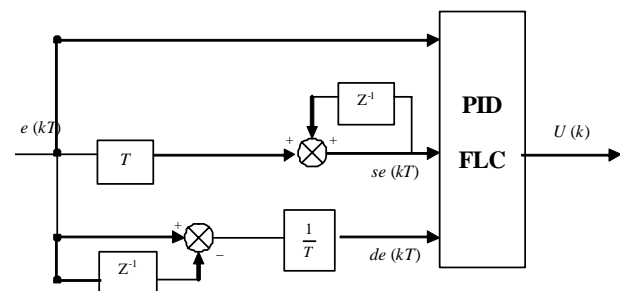 Z⁻¹
PID
FLC
e (kT)
U (k)
+
+
T
se (kT)
+
−
1
T
Z⁻¹
de (kT)